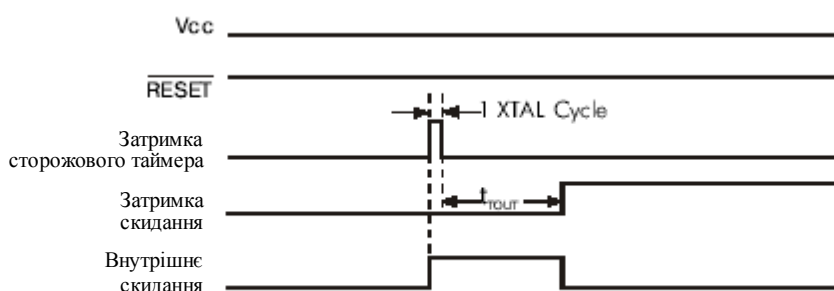 Vcc
RESET
1 XTAL Cycle
Затримка
сторожового таймера
Затримка
скидання
tTOUT
Внутрішнє
скидання